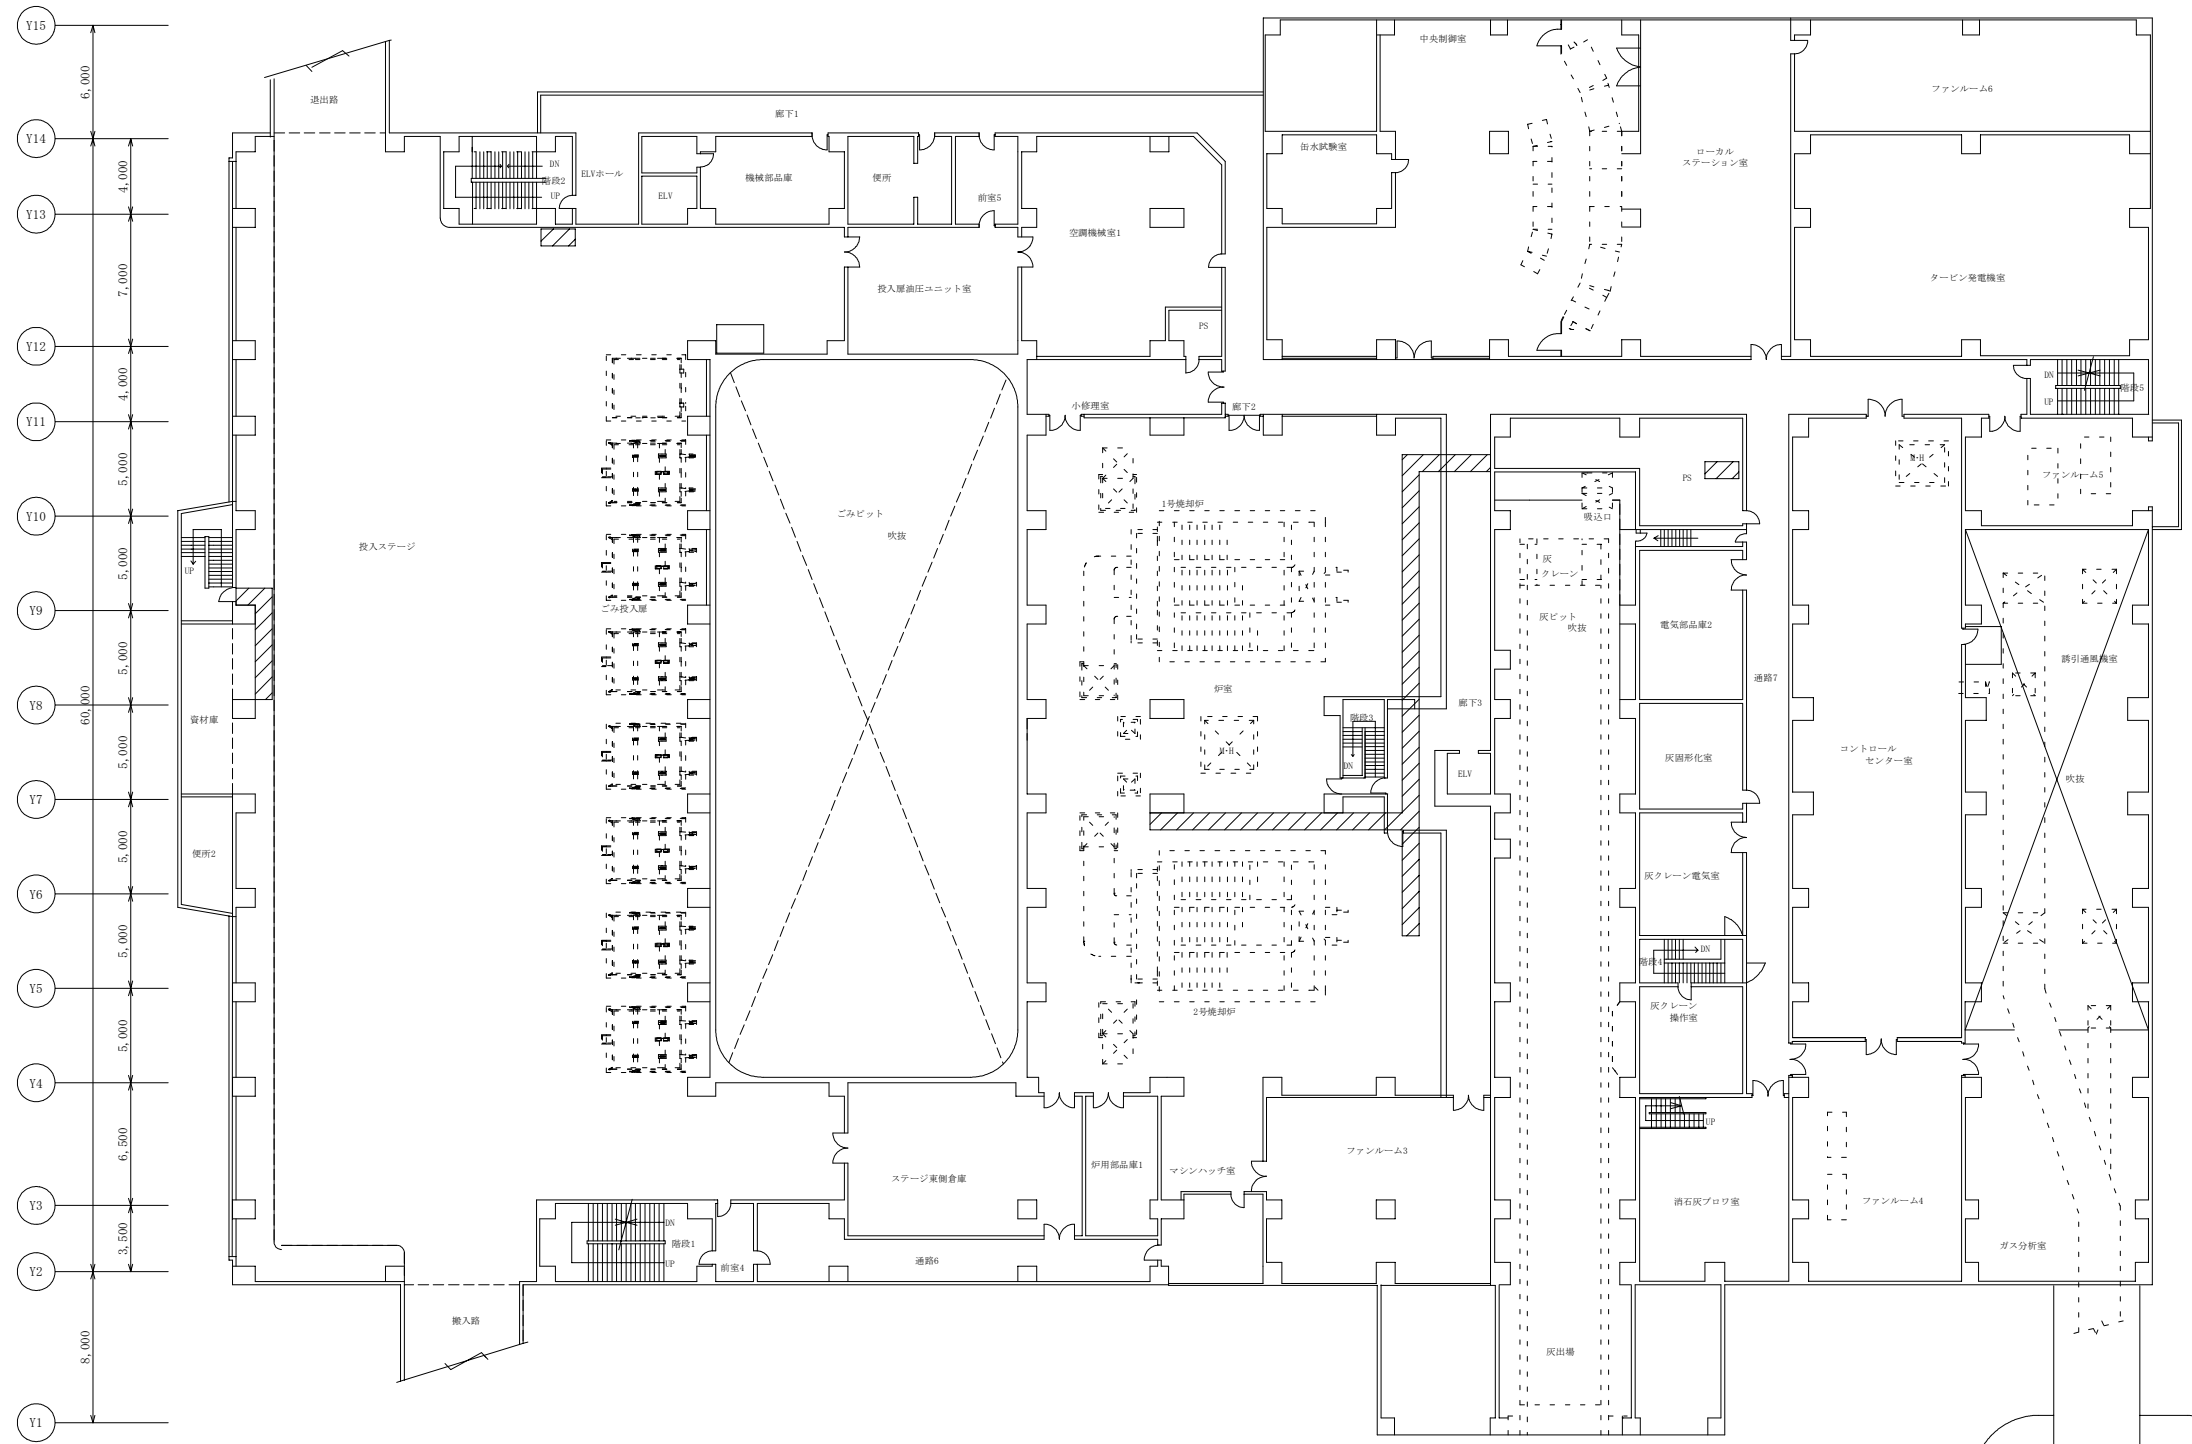 Y15
6,000
退出路
中央制御室
ファンルーム6
廊下1
Y14
4,000
DN
階段2
UP
ELVホール
ELV
機械部品庫
便所
前室5
缶水試験室
ローカル
ステーション室
Y13
7,000
空調機械室1
投入扉油圧ユニット室
タービン発電機室
PS
Y12
4,000
小修理室
廊下2
DN
階段5
UP
Y11
5,000
M・H
ファンルーム5
PS
1号焼却炉
吸込口
ごみピット
吹抜
Y10
投入ステージ
5,000
UP
灰
クレーン
Y9
ごみ投入扉
灰ピット
吹抜
電気部品庫2
5,000
誘引通風機室
通路7
炉室
Y8
60,000
資材庫
階段3
廊下3
5,000
M・H
DN
ELV
灰固形化室
コントロール
センター室
吹抜
Y7
5,000
便所2
灰クレーン電気室
Y6
5,000
DN
階段4
Y5
灰クレーン
操作室
2号焼却炉
5,000
Y4
6,500
UP
ファンルーム3
炉用部品庫1
マシンハッチ室
ステージ東側倉庫
消石灰ブロワ室
ファンルーム4
Y3
3,500
DN
階段1
UP
前室4
通路6
ガス分析室
Y2
搬入路
8,000
灰出場
Y1